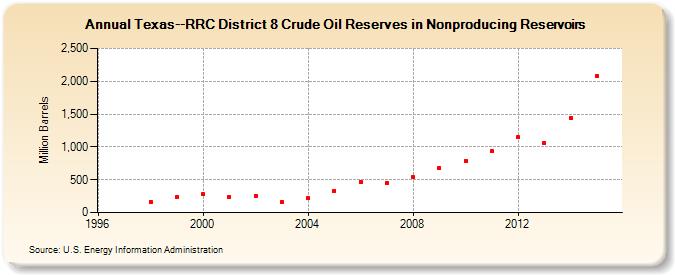 Annual Texas--RRC District 8 Crude Oil Reserves in Nonproducing Reservoirs
Million Barrels
2,500
2,000
1,500
1,000
500
0
1996 2000 2004 2008 2012
Source: U.S. Energy Information Administration